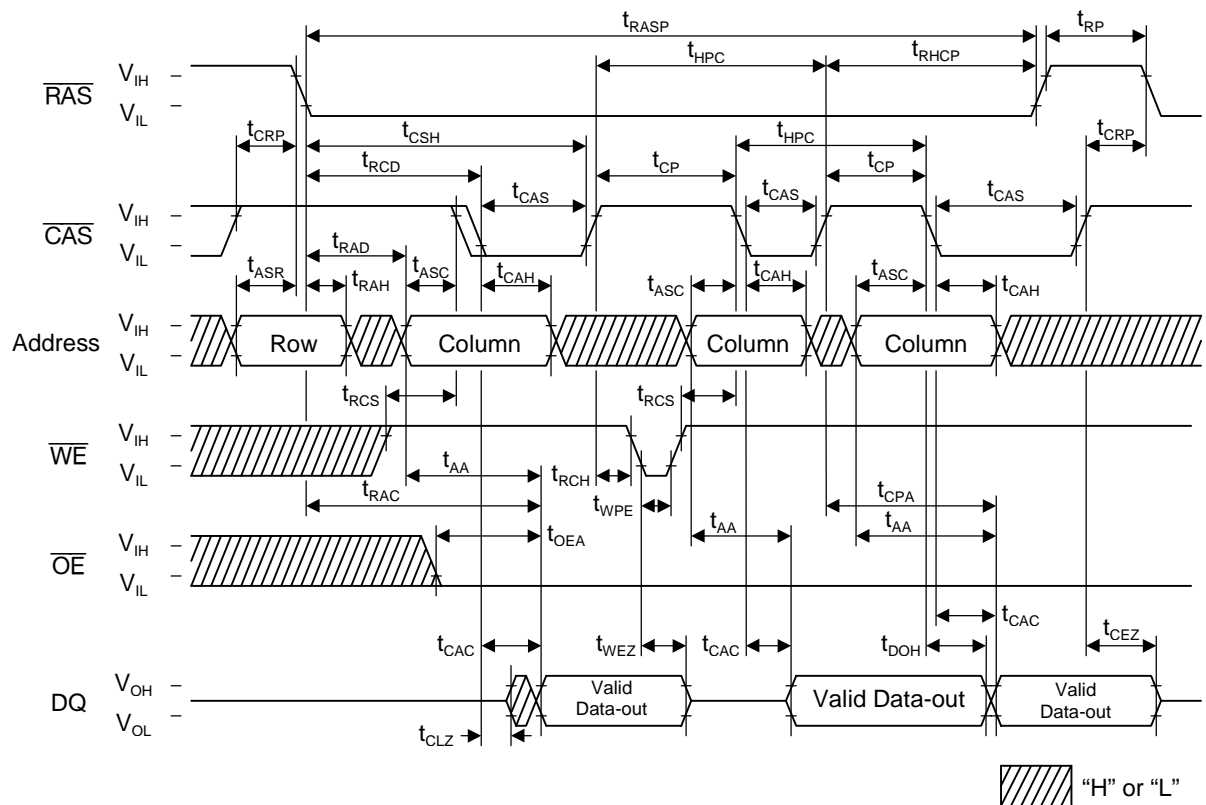 tRASP tRP
tHPC tRHCP
RAS VIH
VIL
tCRP tCSH tHPC tCRP
tRCD tCP tCP
tCAS tCAS tCAS
CAS VIH
VIL
tRAD
tASR tRAH tASC tCAH tASC tCAH tASC tCAH
Address VIH
VIL
Row Column Column Column
tRCS tRCS
WE VIH
VIL
tAA tRCH
tRAC tWPE tCPA
tOEA tAA tAA
OE VIH
VIL
tCAC
tCAC tWEZ tCAC tDOH tCEZ
DQ VOH
VOL
Valid Data-out
Valid Data-out
Valid Data-out
tCLZ
"H" or "L"